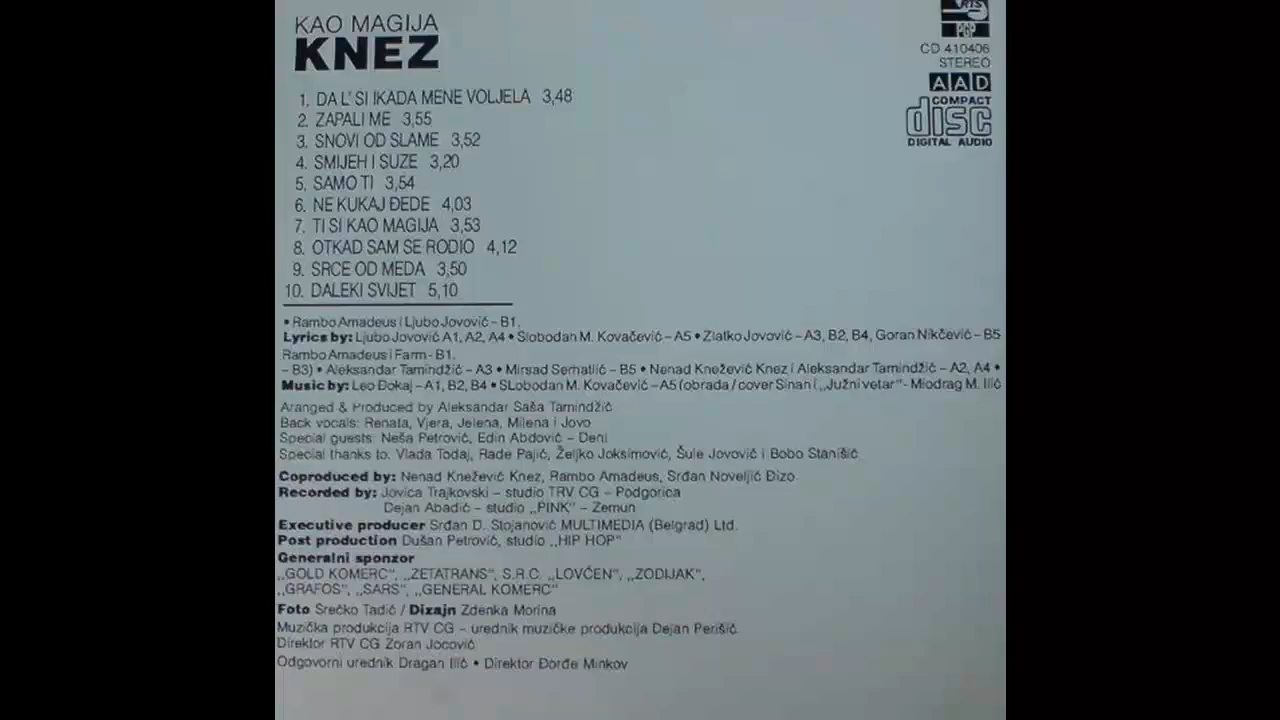 KAO MAGIJA
KNEZ
1. DA L' SI IKADA MENE VOLJELA 3,48
2. ZAPALI ME 3,55
3. SNOVI OD SLAME 3,52
4. SMIJEH I SUZE 3,20
5. SAMO TI 3,54
6. NE KUKAJ ĐEDE 4,03
7. TI SI KAO MAGIJA 3,53
8. OTKAD SAM SE RODIO 4,12
9. SRCE OD MEDA 3,50
10. DALEKI SVIJET 5,10
RTS
PGP
CD 410406
STEREO
AAD
COMPACT
disc
DIGITAL AUDIO
• Rambo Amadeus i Ljubo Jovović – B1,
Lyrics by: Ljubo Jovović A1, A2, A4 • Slobodan M. Kovačević – A5 • Zlatko Jovović – A3, B2, B4, Goran Nikčević – B5
Rambo Amadeus i Farm - B1.
– B3) • Aleksandar Tamindžić – A3 • Mirsad Serhatlić – B5 • Nenad Knežević Knez i Aleksandar Tamindžić – A2, A4 •
Music by: Leo Đokaj – A1, B2, B4 • SLobodan M. Kovačević – A5 (obrada / cover Sinan i „Južni vetar" - Miodrag M. Ilić
Aranged & Produced by Aleksandar Saša Tamindžić
Back vocals: Renata, Vjera, Jelena, Milena i Jovo
Special guests: Neša Petrović, Edin Abdović – Deni
Special thanks to: Vlada Todaj, Rade Pajić, Željko Joksimović, Šule Jovović i Bobo Stanišić
Coproduced by: Nenad Knežević Knez, Rambo Amadeus, Srđan Noveljić Đizo
Recorded by: Jovica Trajkovski – studio TRV CG – Podgorica
Dejan Abadić – studio „PINK" – Zemun
Executive producer Srđan D. Stojanović MULTIMEDIA (Belgrad) Ltd.
Post production Dušan Petrović, studio „HIP HOP"
Generalni sponzor
„GOLD KOMERC", „ZETATRANS", S.R.C. „LOVĆEN", „ZODIJAK",
„GRAFOS", „SARS", „GENERAL KOMERC"
Foto Srećko Tadić / Dizajn Zdenka Morina
Muzička produkcija RTV CG – urednik muzičke produkcija Dejan Perišić
Direktor RTV CG Zoran Jocović
Odgovorni urednik Dragan Ilić • Direktor Đorđe Minkov